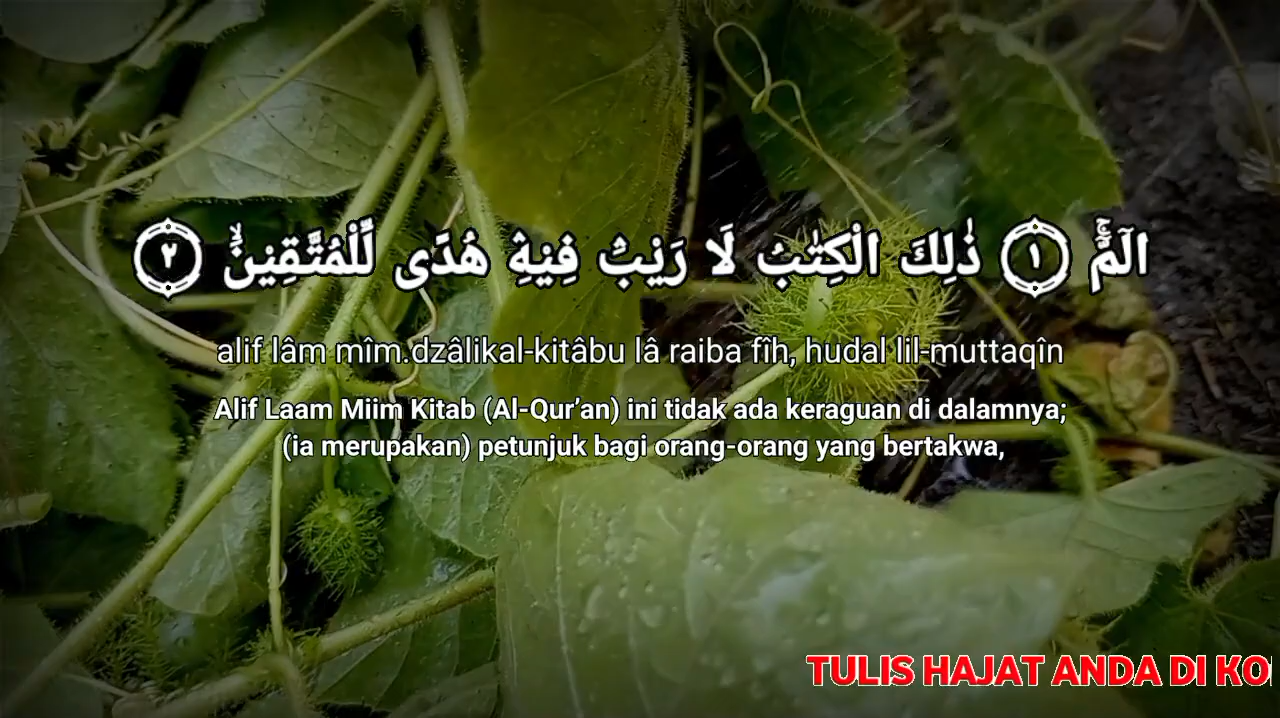 الۤمّۤ ۝١ ذٰلِكَ الْكِتٰبُ لَا رَيْبَۛ فِيْهِۛ هُدًى لِّلْمُتَّقِيْنَۙ ۝٢
alif lâm mîm.dzâlikal-kitâbu lâ raiba fîh, hudal lil-muttaqîn
Alif Laam Miim Kitab (Al-Qur’an) ini tidak ada keraguan di dalamnya;
(ia merupakan) petunjuk bagi orang-orang yang bertakwa,
TULIS HAJAT ANDA DI KO